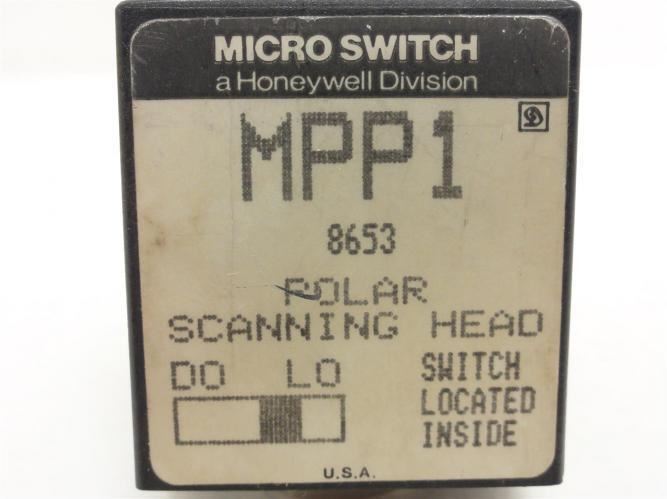 MICRO SWITCH
a Honeywell Division
MPP1
8653
POLAR
SCANNING HEAD
DO LO
SWITCH
LOCATED
INSIDE
U.S.A.